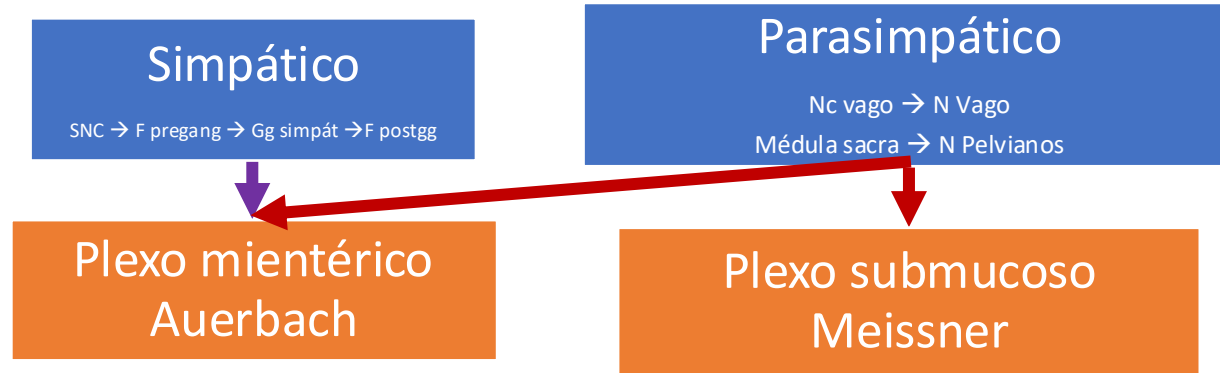 Simpático
SNC → F pregang → Gg simpát →F postgg
Parasimpático
Nc vago → N Vago
Médula sacra → N Pelvianos
Plexo mientérico
Auerbach
Plexo submucoso
Meissner